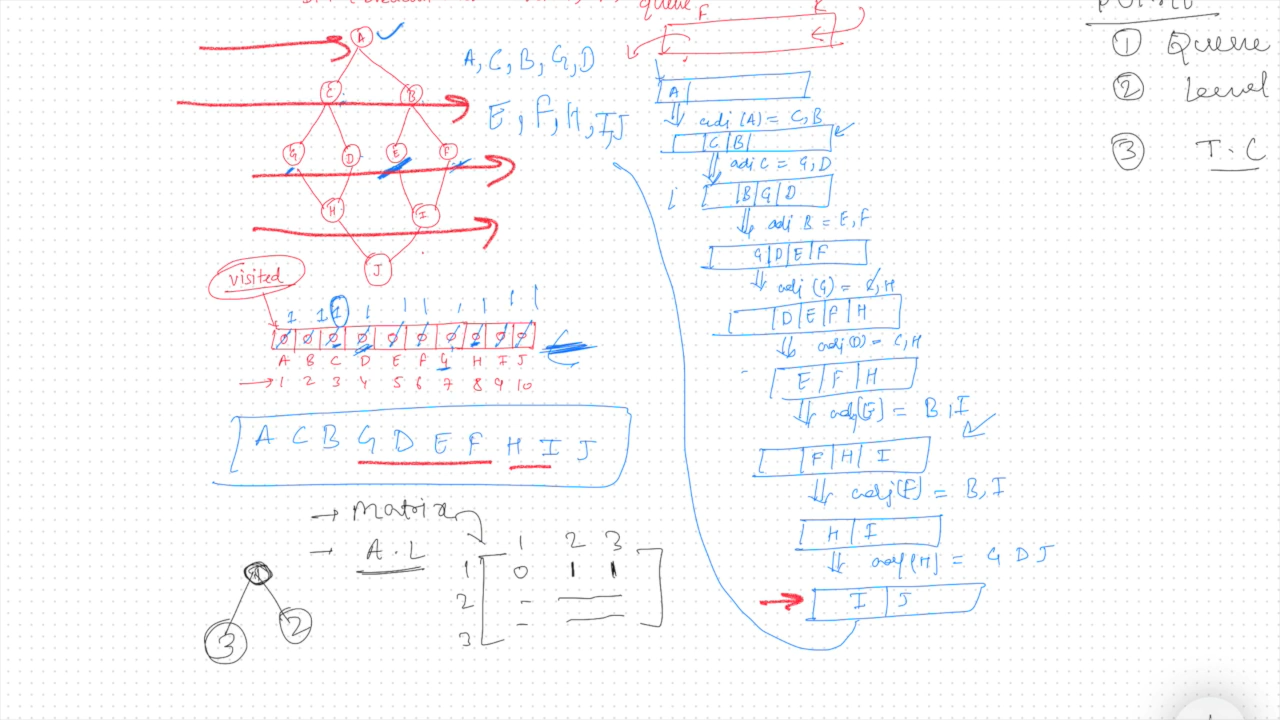 queue
F
A
A, C, B, G, D
E, F, H, I, J
E B
G D E F
H I
J
visited
1 1 1 1 1 1 1 1 1 1
0 0 0 0 0 0 0 0 0 0
A B C D E F G H I J
→ 1 2 3 4 5 6 7 8 9 10
A C B G D E F H I J
→ Matrix
→ A.L
1 2 3
1 0 1 1
2 - 
3 -
3 2
A
adj (A) = C, B
C B
adj C = G, D
B G D
adj B = E, F
G D E F
adj (G) = C, H
D E F H
adj (D) = C, H
E F H
adj (E) = B, I
F H I
adj (F) = B, I
H I
adj (H) = G D J
I J
① Queue
② Level
③ T.C